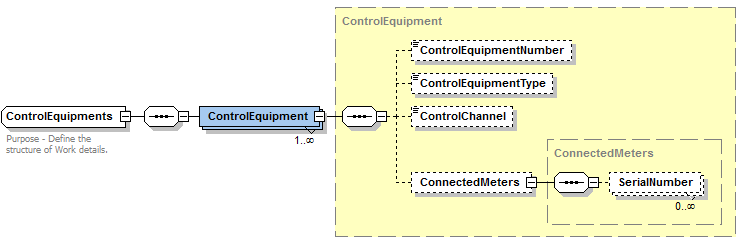 ControlEquipment
ControlEquipmentNumber
ControlEquipmentType
ControlEquipments
ControlEquipment
ControlChannel
Purpose - Define the
structure of Work details.
1..∞
ConnectedMeters
ConnectedMeters
SerialNumber
0..∞